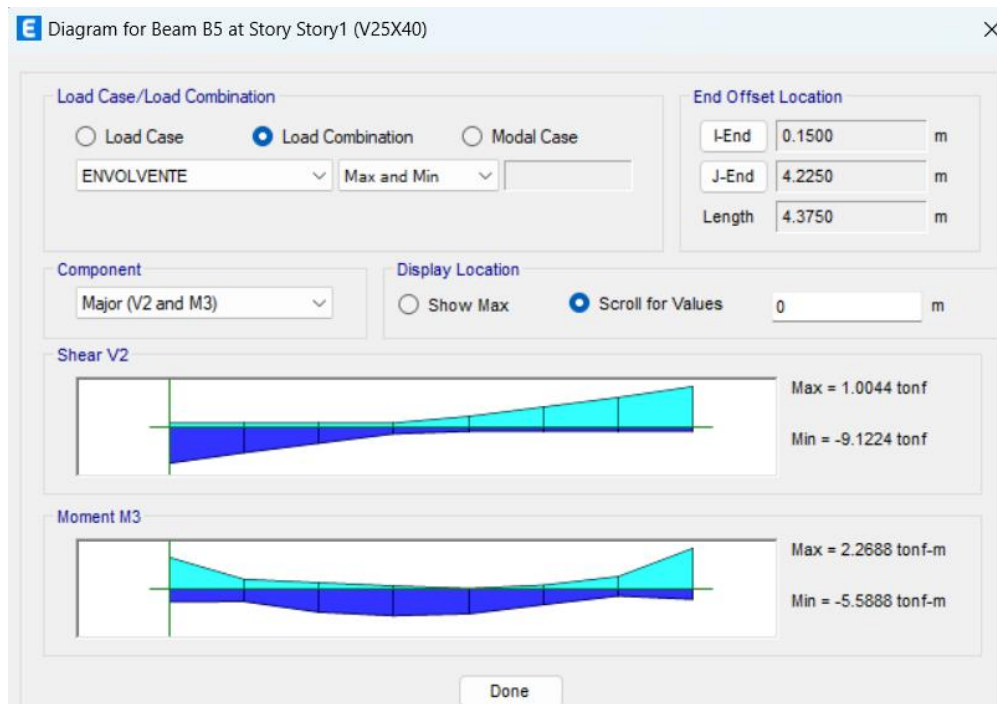 E Diagram for Beam B5 at Story Story1 (V25X40)
Load Case/Load Combination
Load Case Load Combination Modal Case
ENVOLVENTE Max and Min
End Offset Location
I-End 0.1500 m
J-End 4.2250 m
Length 4.3750 m
Component
Major (V2 and M3)
Display Location
Show Max Scroll for Values 0 m
Shear V2
Max = 1.0044 tonf
Min = -9.1224 tonf
Moment M3
Max = 2.2688 tonf-m
Min = -5.5888 tonf-m
Done